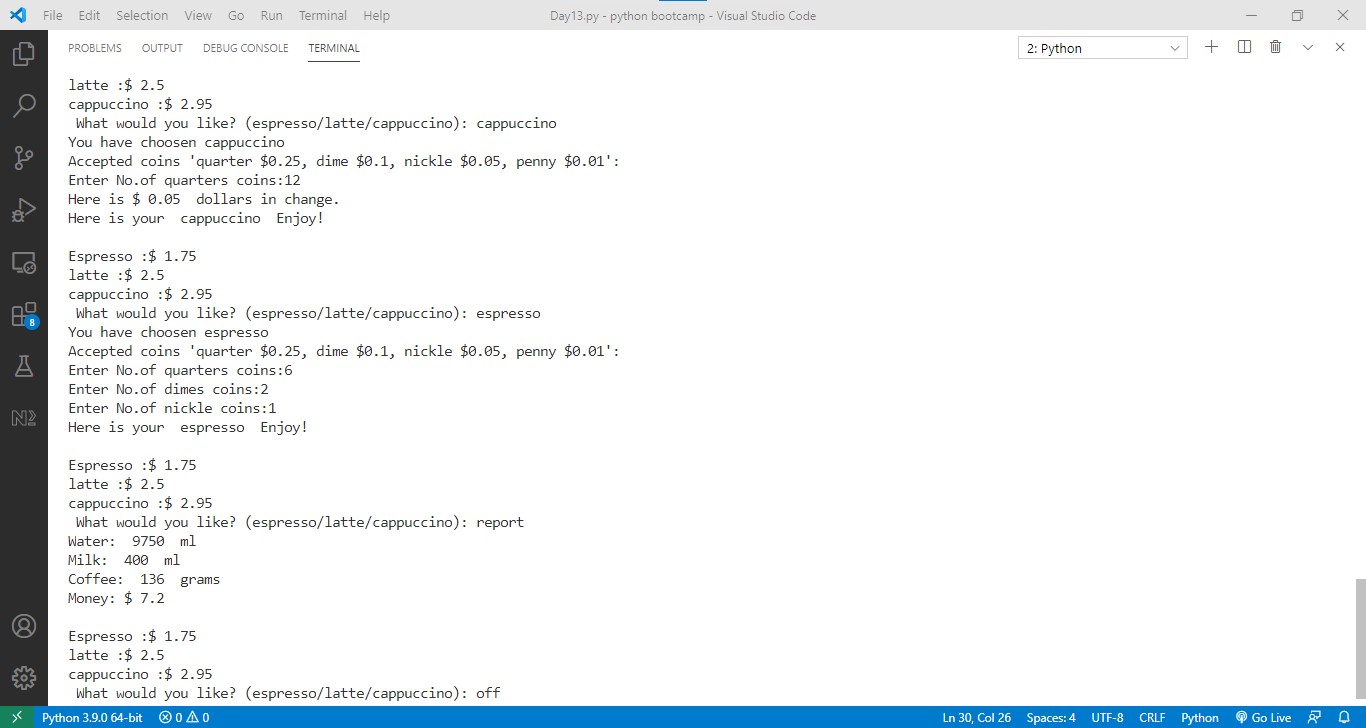 File Edit Selection View Go Run Terminal Help Day13.py - python bootcamp - Visual Studio Code
PROBLEMS OUTPUT DEBUG CONSOLE TERMINAL 2: Python
latte :$ 2.5
cappuccino :$ 2.95
What would you like? (espresso/latte/cappuccino): cappuccino
You have choosen cappuccino
Accepted coins 'quarter $0.25, dime $0.1, nickle $0.05, penny $0.01':
Enter No.of quarters coins:12
Here is $ 0.05  dollars in change.
Here is your  cappuccino  Enjoy!
Espresso :$ 1.75
latte :$ 2.5
cappuccino :$ 2.95
What would you like? (espresso/latte/cappuccino): espresso
You have choosen espresso
Accepted coins 'quarter $0.25, dime $0.1, nickle $0.05, penny $0.01':
Enter No.of quarters coins:6
Enter No.of dimes coins:2
Enter No.of nickle coins:1
Here is your  espresso  Enjoy!
Espresso :$ 1.75
latte :$ 2.5
cappuccino :$ 2.95
What would you like? (espresso/latte/cappuccino): report
Water:  9750  ml
Milk:  400  ml
Coffee:  136  grams
Money: $ 7.2
Espresso :$ 1.75
latte :$ 2.5
cappuccino :$ 2.95
What would you like? (espresso/latte/cappuccino): off
8
Python 3.9.0 64-bit 0 0 Ln 30, Col 26 Spaces: 4 UTF-8 CRLF Python Go Live